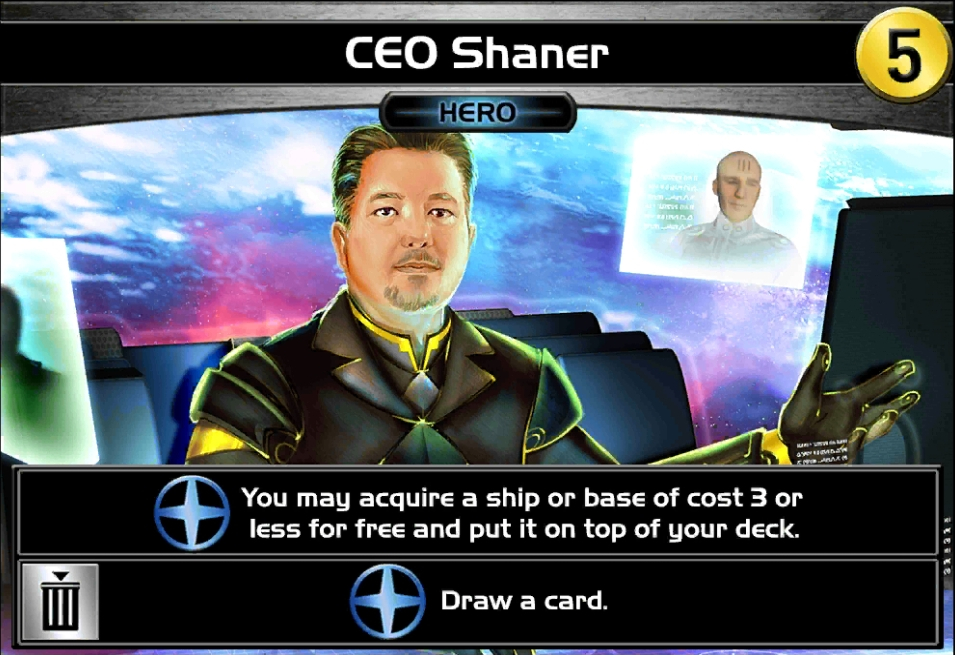 CEO Shaner
5
HERO
You may acquire a ship or base of cost 3 or
less for free and put it on top of your deck.
Draw a card.